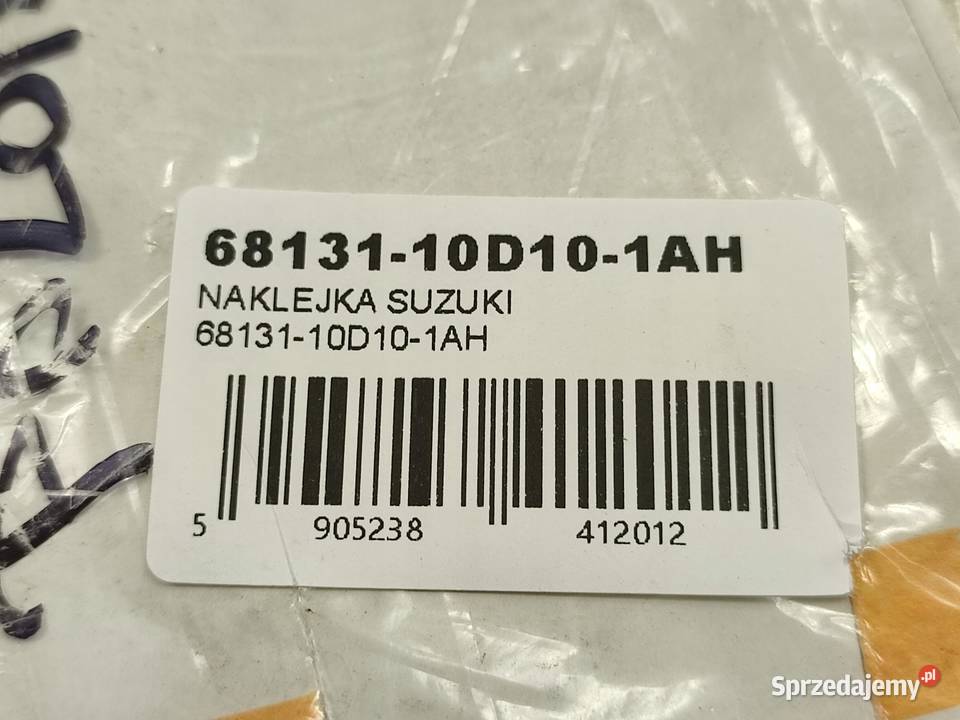 68131-10D10-1AH
NAKLEJKA SUZUKI
68131-10D10-1AH
5 905238 412012
Sprzedajemy.pl